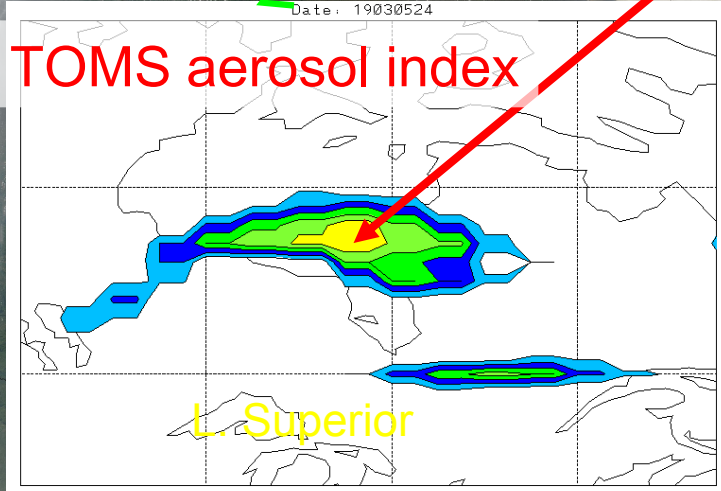 Date: 19030524
TOMS aerosol index
L. Superior